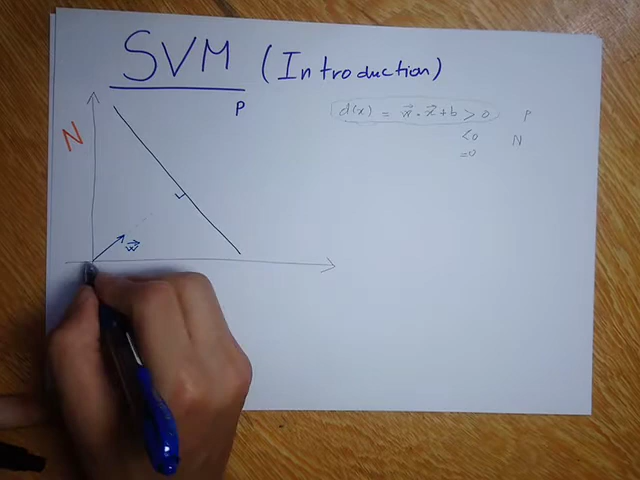 SVM (Introduction)
P
N
d(x) = w⃗ · x⃗ + b > 0 P
< 0 N
= 0
w⃗